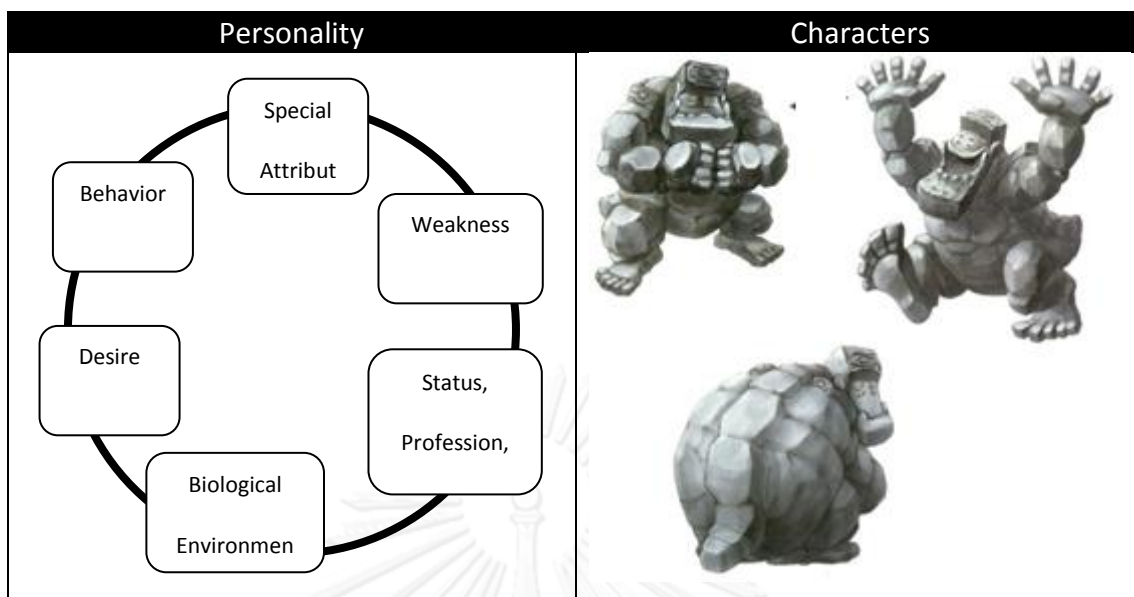 Personality
Characters
Special
Attribut
Weakness
Status,
Profession,
Biological
Environmen
Desire
Behavior